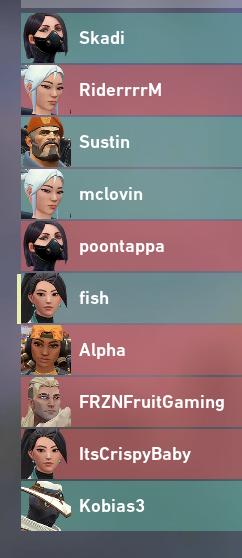 Skadi
RiderrrrM
Sustin
mclovin
poontappa
fish
Alpha
FRZNFruitGaming
ItsCrispyBaby
Kobias3